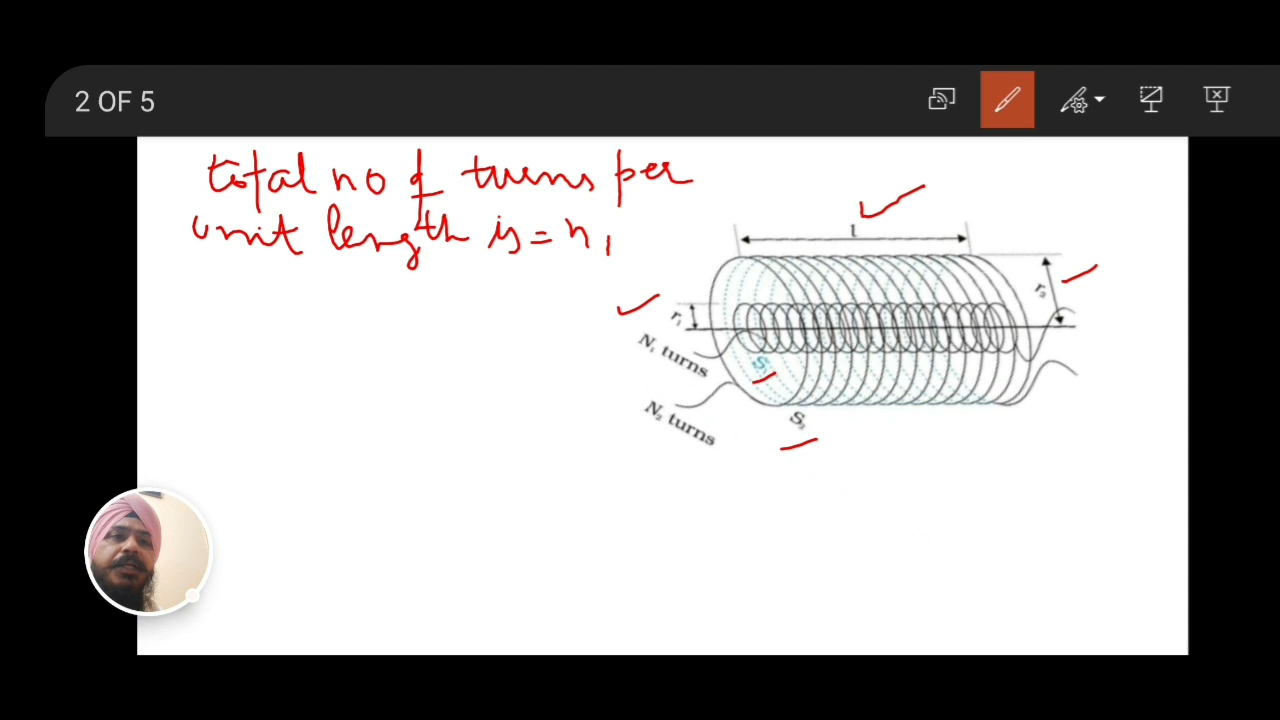 2 OF 5
total no of turns per
unit length is = n₁
l
r₂
r₁
N₁ turns
S₁
N₂ turns
S₂